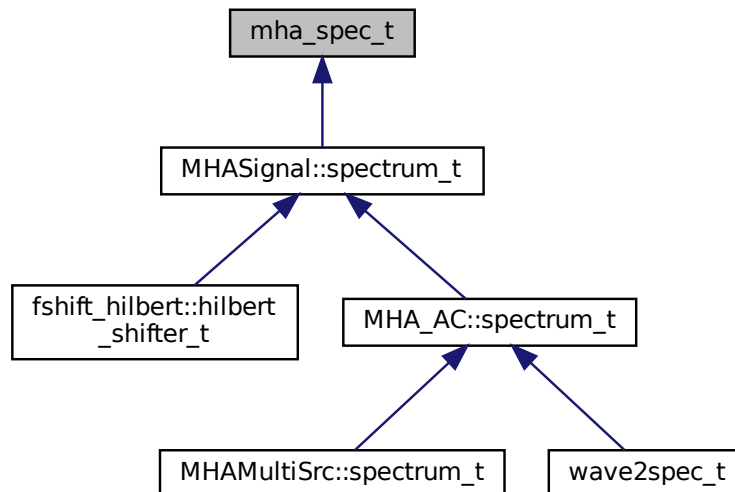 mha_spec_t
MHASignal::spectrum_t
fshift_hilbert::hilbert
_shifter_t
MHA_AC::spectrum_t
MHAMultiSrc::spectrum_t
wave2spec_t